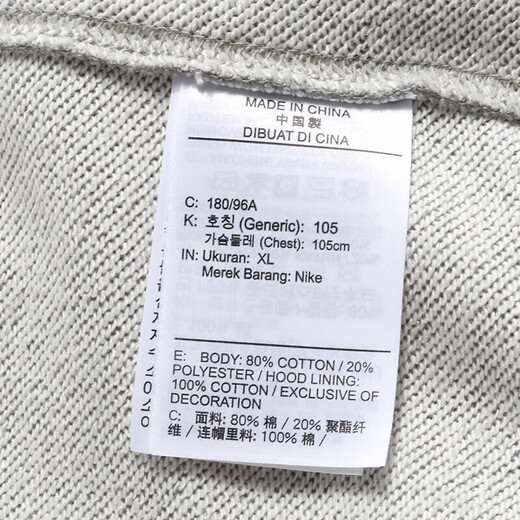 MADE IN CHINA
中国製
DIBUAT DI CINA
C: 180/96A
K: 호칭 (Generic): 105
가슴둘레 (Chest): 105cm
IN: Ukuran: XL
Merek Barang: Nike
E: BODY: 80% COTTON / 20%
POLYESTER / HOOD LINING:
100% COTTON / EXCLUSIVE OF
DECORATION
C: 面料: 80% 棉 / 20% 聚酯纤
维 / 连帽里料: 100% 棉 /